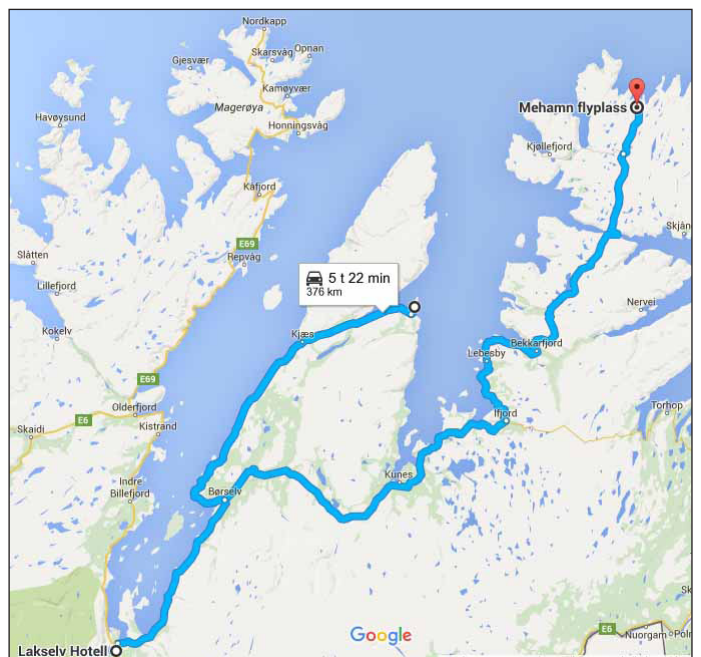 Nordkapp
Skarsvåg
Opnan
Gjesvær
Kamøyvær
Magerøya
Havøysund
Honningsvåg
Mehamn flyplass
Kjøllefjord
Kåfjord
E69
Repvåg
Slåtten
Lillefjord
Skjån
5 t 22 min
376 km
Nervei
Kokelv
Kjæs
Bekkarfjord
Lebesby
E69
Olderfjord
E6
Skaidi
Kistrand
Ifjord
Torhop
Kunes
Indre
Billefjord
Børselv
Sk
Google
E6
Nuorgam
Polm
Lakselv Hotell